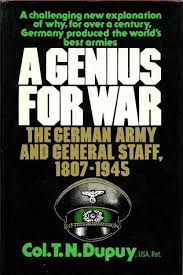 A challenging new explanation
of why, for over a century,
Germany produced the world's
best armies
A GENIUS
FOR WAR
THE GERMAN ARMY
AND GENERAL STAFF,
1807-1945
Col. T. N. Dupuy, USA, Ret.